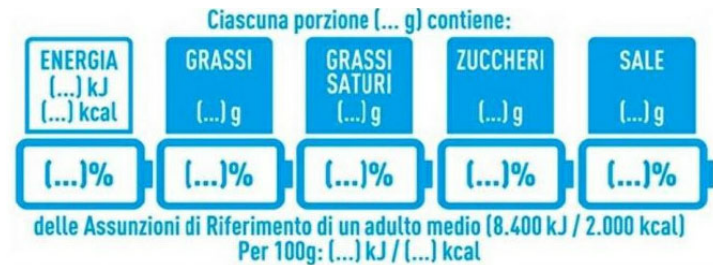 Ciascuna porzione (... g) contiene:
ENERGIA
(...) kJ
(...) kcal
GRASSI
(...) g
GRASSI
SATURI
(...) g
ZUCCHERI
(...) g
SALE
(...) g
(...)%
(...)%
(...)%
(...)%
(...)%
delle Assunzioni di Riferimento di un adulto medio (8.400 kJ / 2.000 kcal)
Per 100g: (...) kJ / (...) kcal